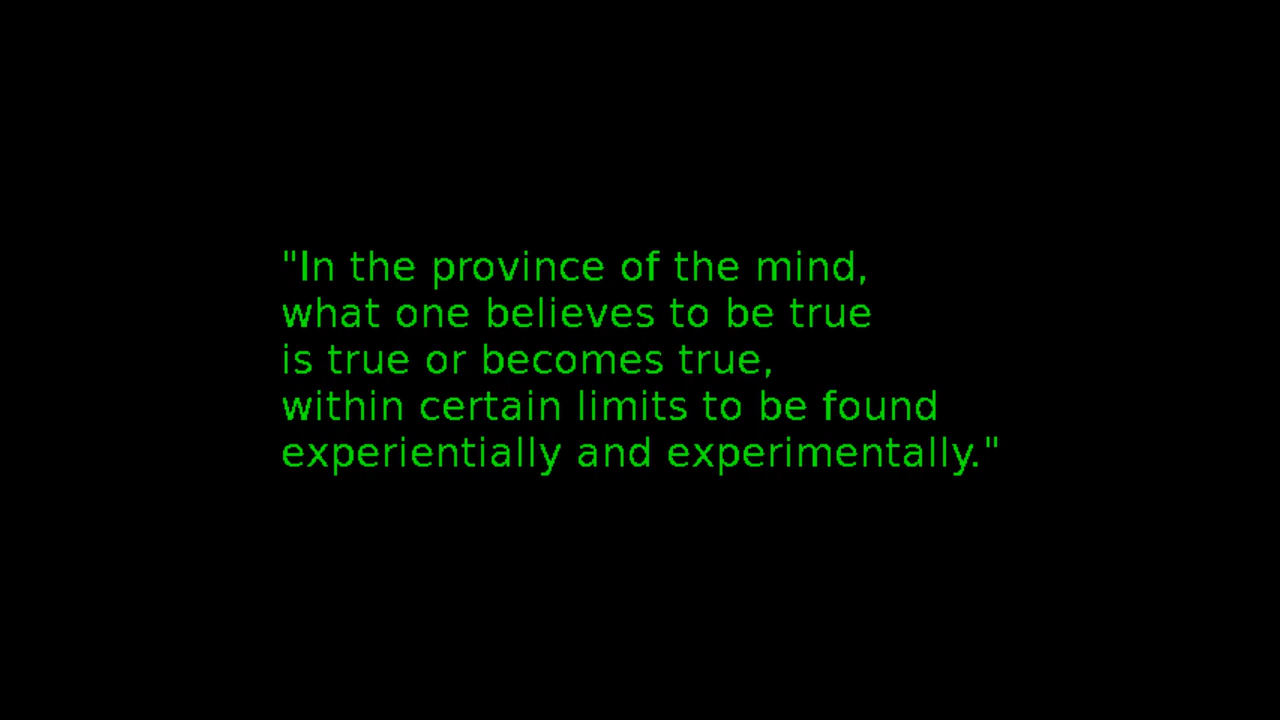 "In the province of the mind,
what one believes to be true
is true or becomes true,
within certain limits to be found
experientially and experimentally."